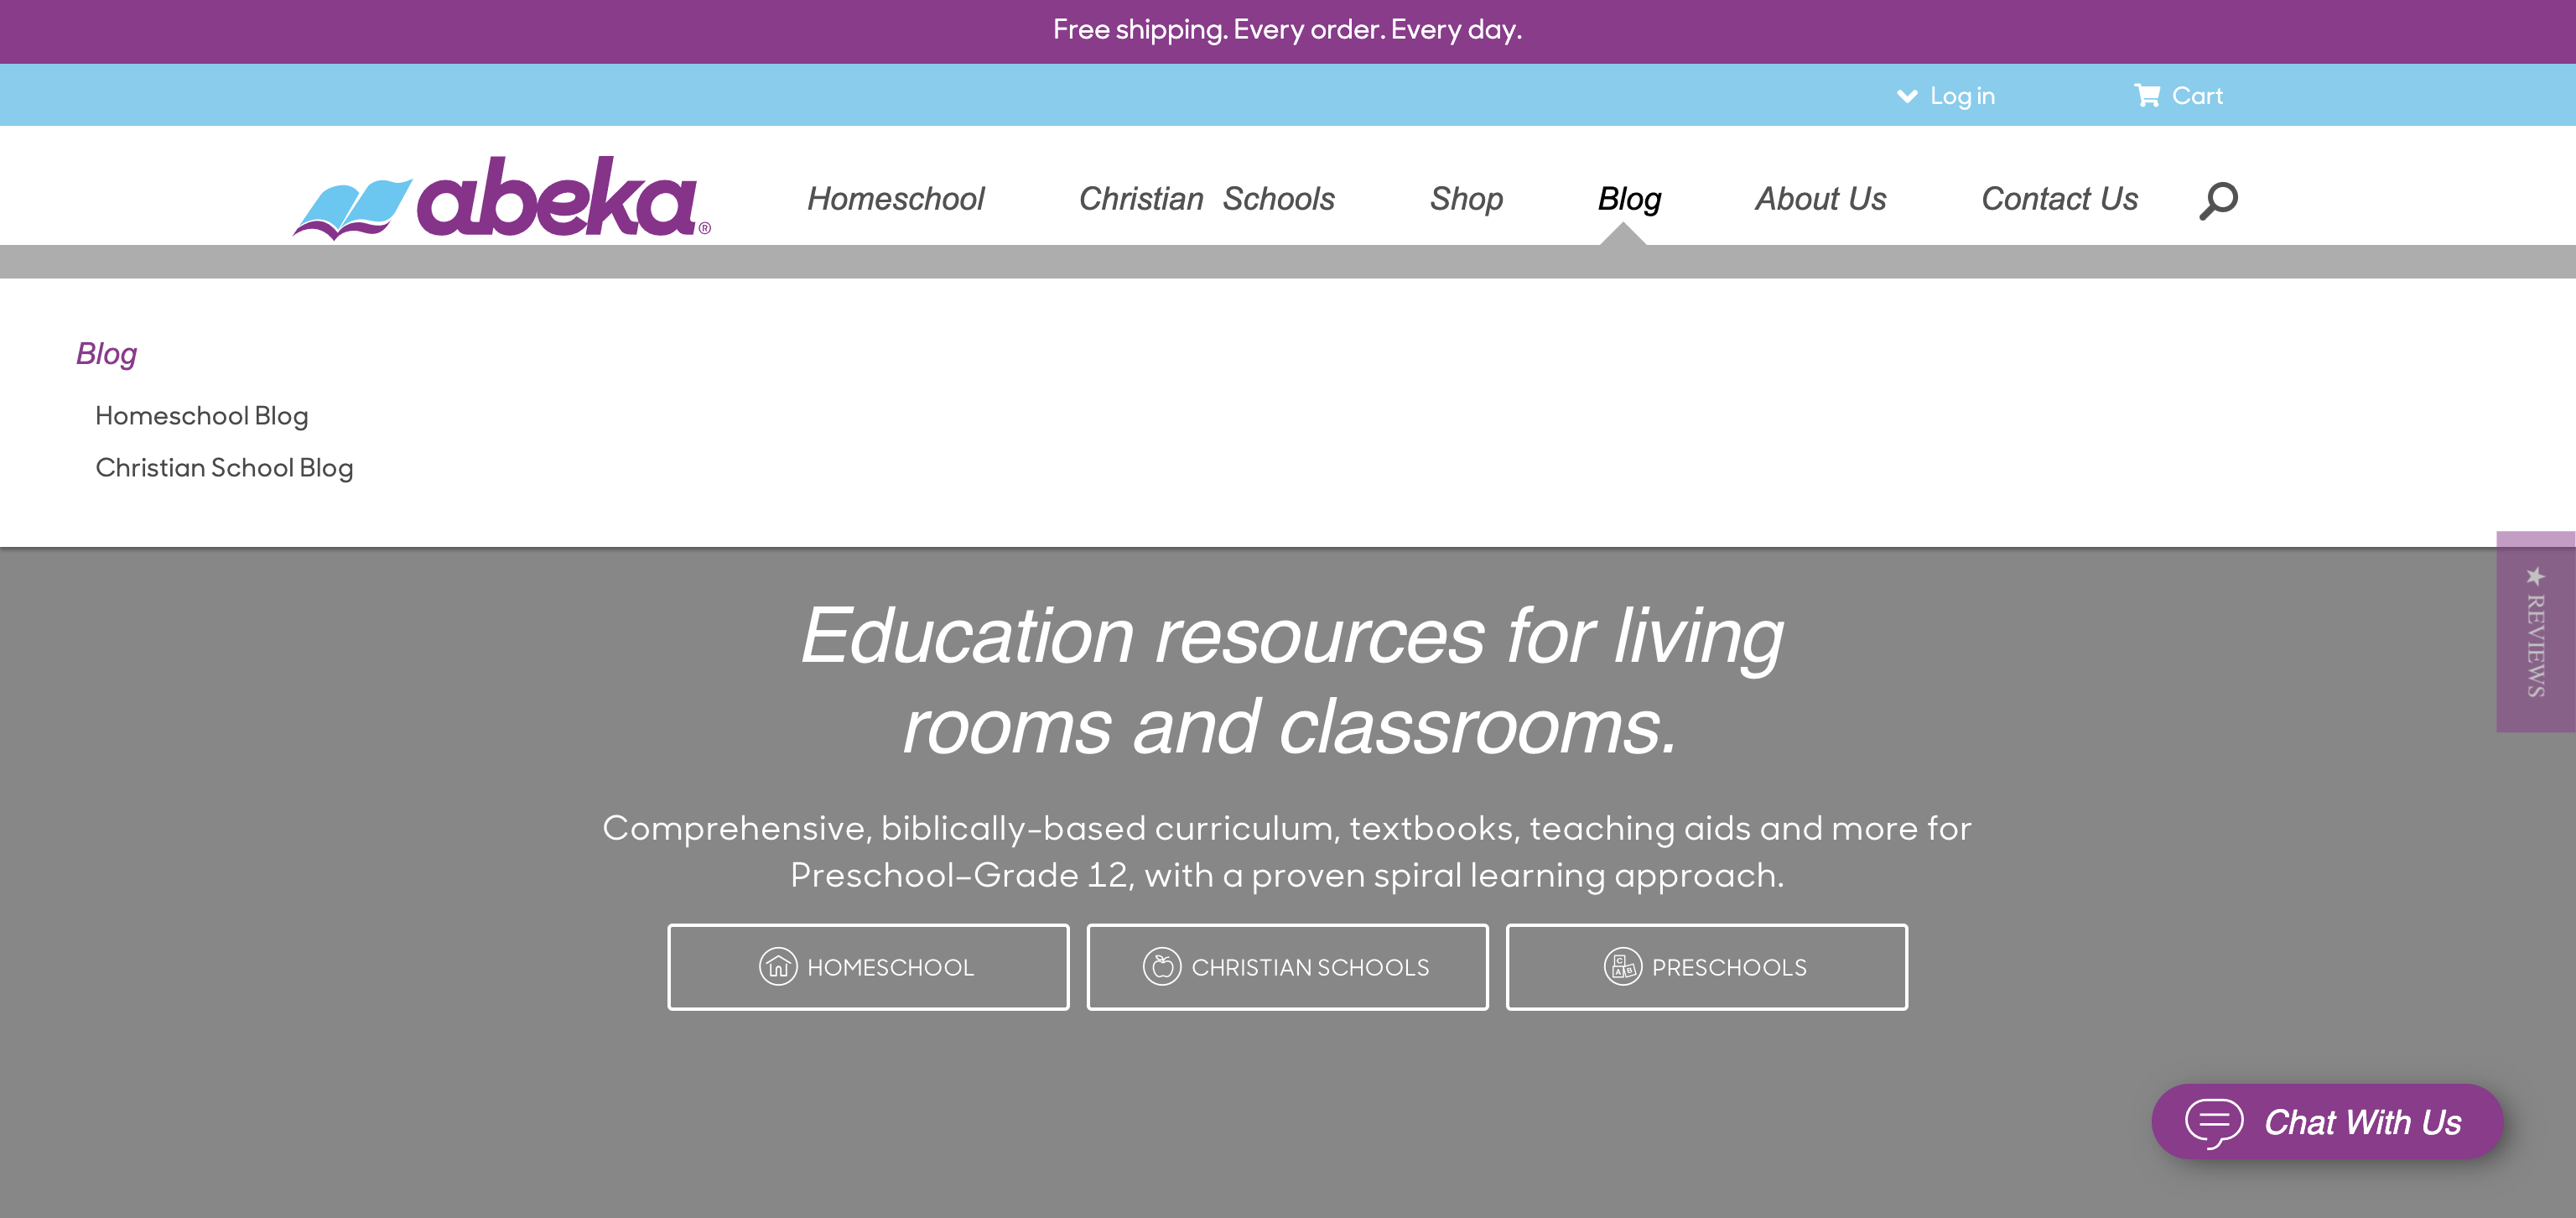 Free shipping. Every order. Every day.
Log in
Cart
abeka®
Homeschool
Christian Schools
Shop
Blog
About Us
Contact Us
Blog
Homeschool Blog
Christian School Blog
★ REVIEWS
Education resources for living
rooms and classrooms.
Comprehensive, biblically-based curriculum, textbooks, teaching aids and more for
Preschool–Grade 12, with a proven spiral learning approach.
HOMESCHOOL
CHRISTIAN SCHOOLS
C
A B
PRESCHOOLS
Chat With Us